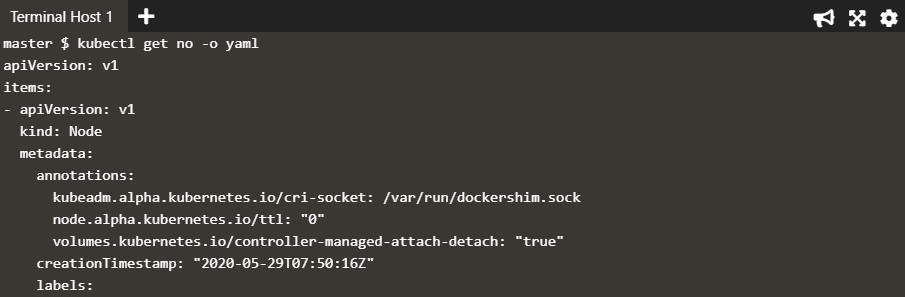 Terminal Host 1
master $ kubectl get no -o yaml
apiVersion: v1
items:
- apiVersion: v1
  kind: Node
  metadata:
    annotations:
      kubeadm.alpha.kubernetes.io/cri-socket: /var/run/dockershim.sock
      node.alpha.kubernetes.io/ttl: "0"
      volumes.kubernetes.io/controller-managed-attach-detach: "true"
    creationTimestamp: "2020-05-29T07:50:16Z"
    labels: